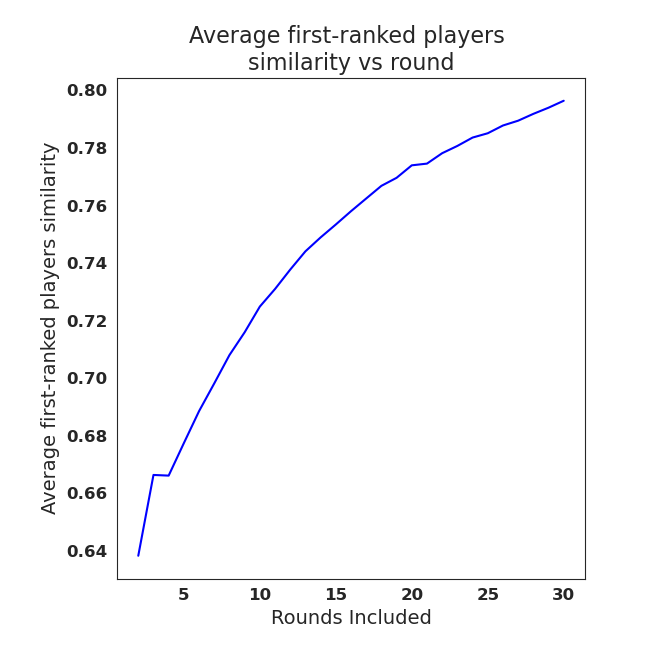 Average first-ranked players
similarity vs round
Average first-ranked players similarity
0.80
0.78
0.76
0.74
0.72
0.70
0.68
0.66
0.64
5 10 15 20 25 30
Rounds Included